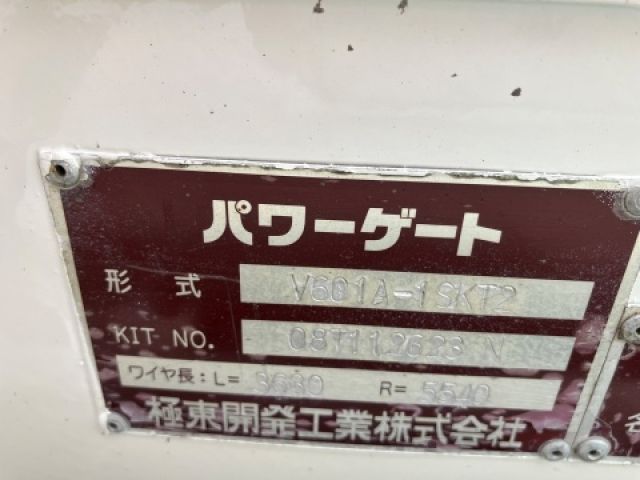 パワーゲート
形式 V601A-1SKT2
KIT NO. 08T112623 N
ワイヤ長:L= 3630 R= 5540
極東開発工業株式会社